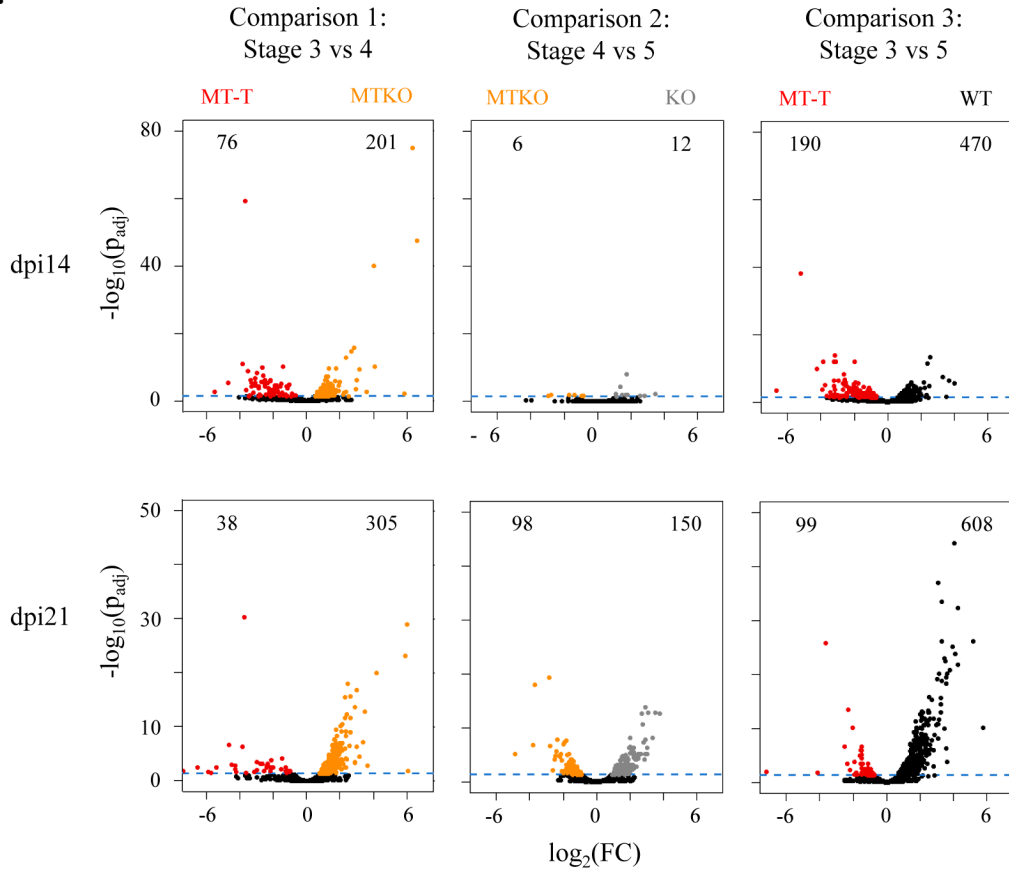 Comparison 1:
Stage 3 vs 4
Comparison 2:
Stage 4 vs 5
Comparison 3:
Stage 3 vs 5
MT-T MTKO
MTKO KO
MT-T WT
dpi14
-log10(padj)
80
40
0
76 201
6 12
190 470
-6 0 6
- 6 0 6
-6 0 6
dpi21
-log10(padj)
50
30
10
0
38 305
98 150
99 608
-6 0 6
-6 0 6
-6 0 6
log2(FC)